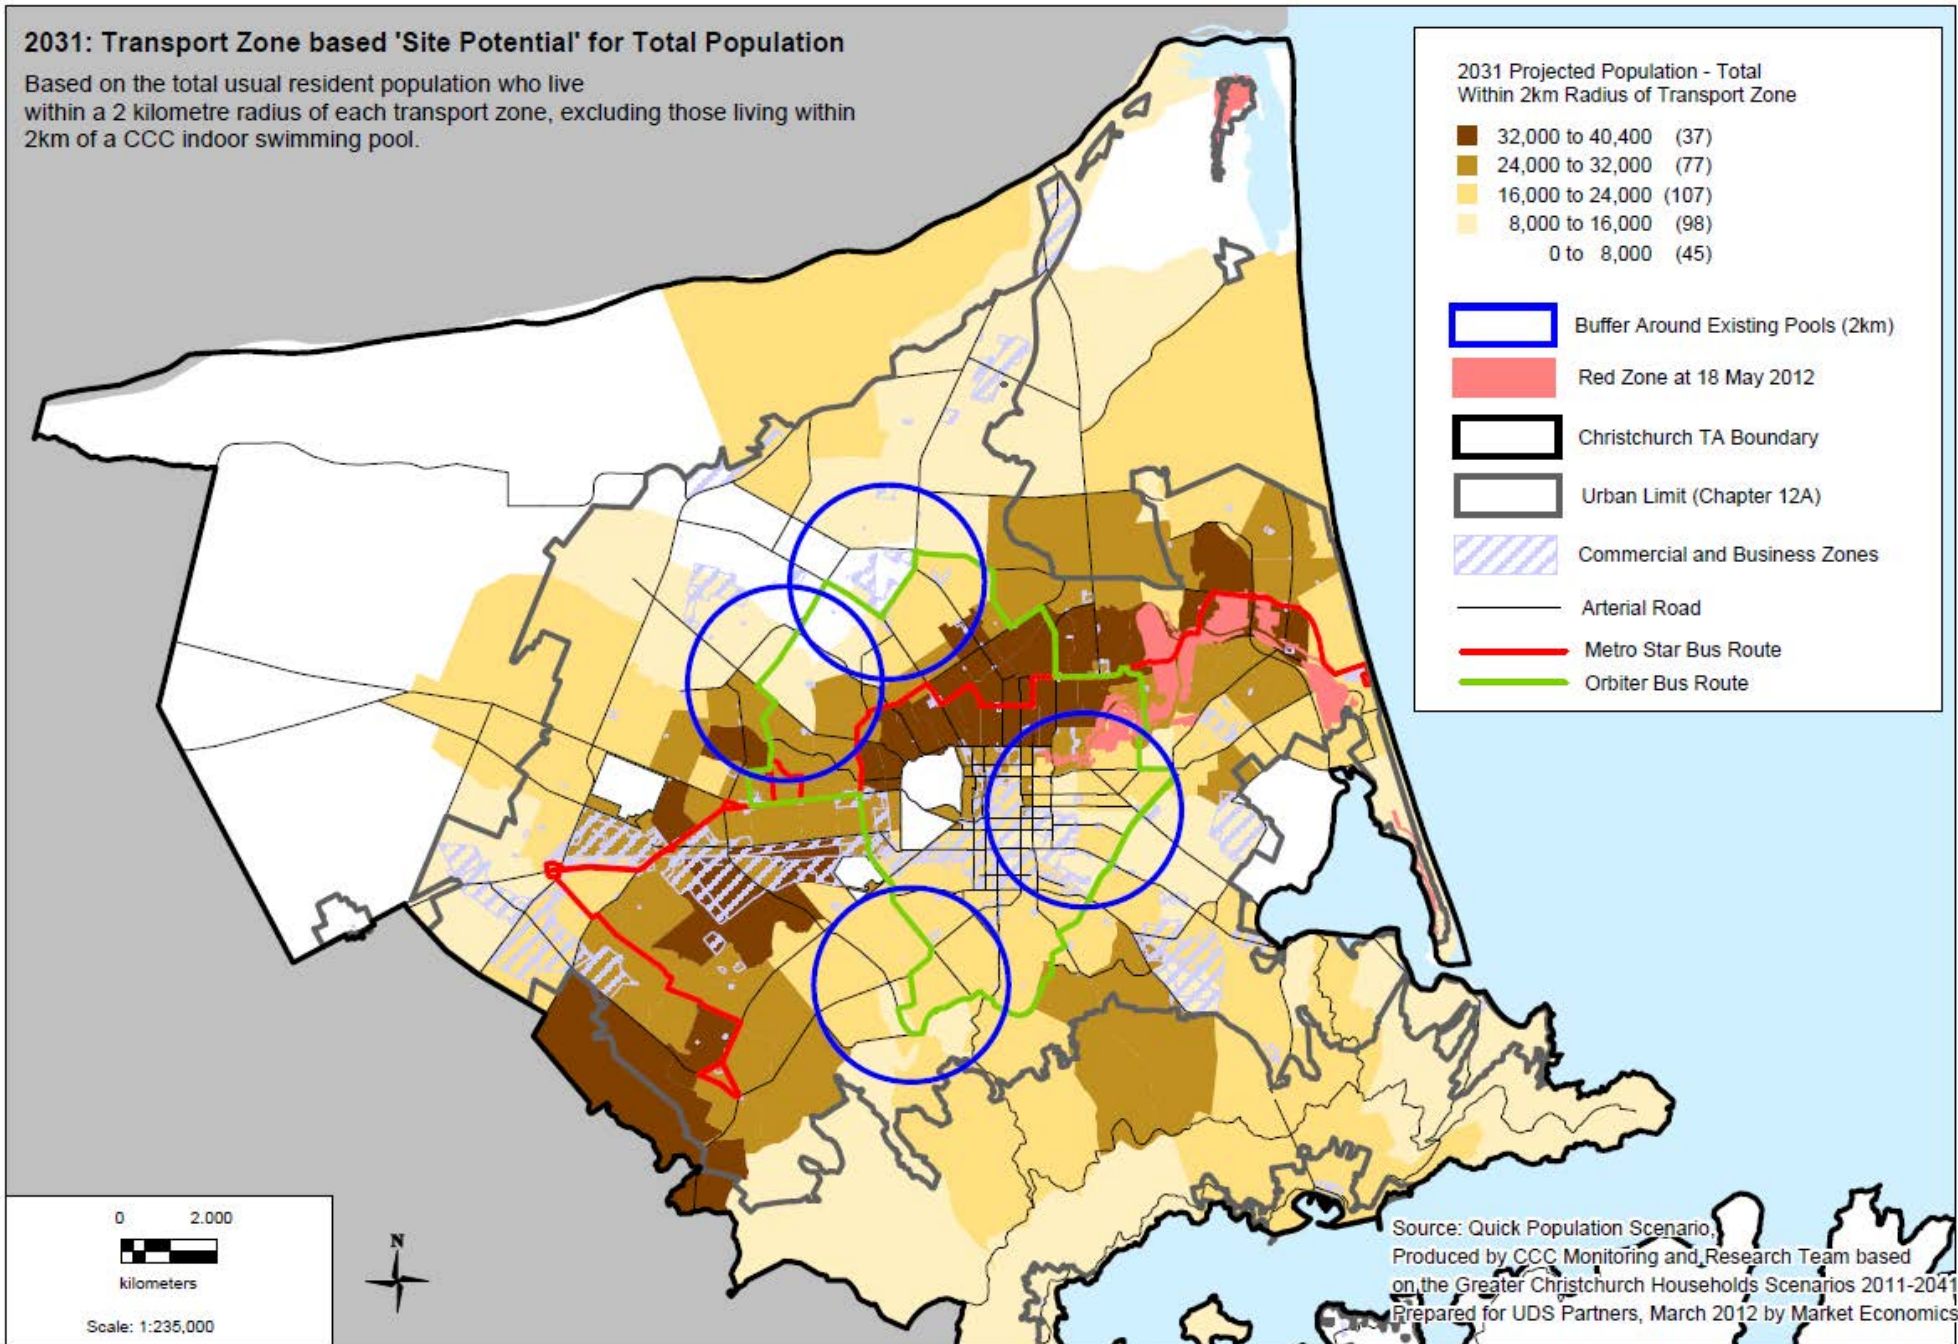 2031: Transport Zone based 'Site Potential' for Total Population
Based on the total usual resident population who live
within a 2 kilometre radius of each transport zone, excluding those living within
2km of a CCC indoor swimming pool.
2031 Projected Population - Total
Within 2km Radius of Transport Zone
32,000 to 40,400 (37)
24,000 to 32,000 (77)
16,000 to 24,000 (107)
8,000 to 16,000 (98)
0 to 8,000 (45)
Buffer Around Existing Pools (2km)
Red Zone at 18 May 2012
Christchurch TA Boundary
Urban Limit (Chapter 12A)
Commercial and Business Zones
Arterial Road
Metro Star Bus Route
Orbiter Bus Route
0 2.000
kilometers
Scale: 1:235,000
N
Source: Quick Population Scenario,
Produced by CCC Monitoring and Research Team based
on the Greater Christchurch Households Scenarios 2011-2041
Prepared for UDS Partners, March 2012 by Market Economics